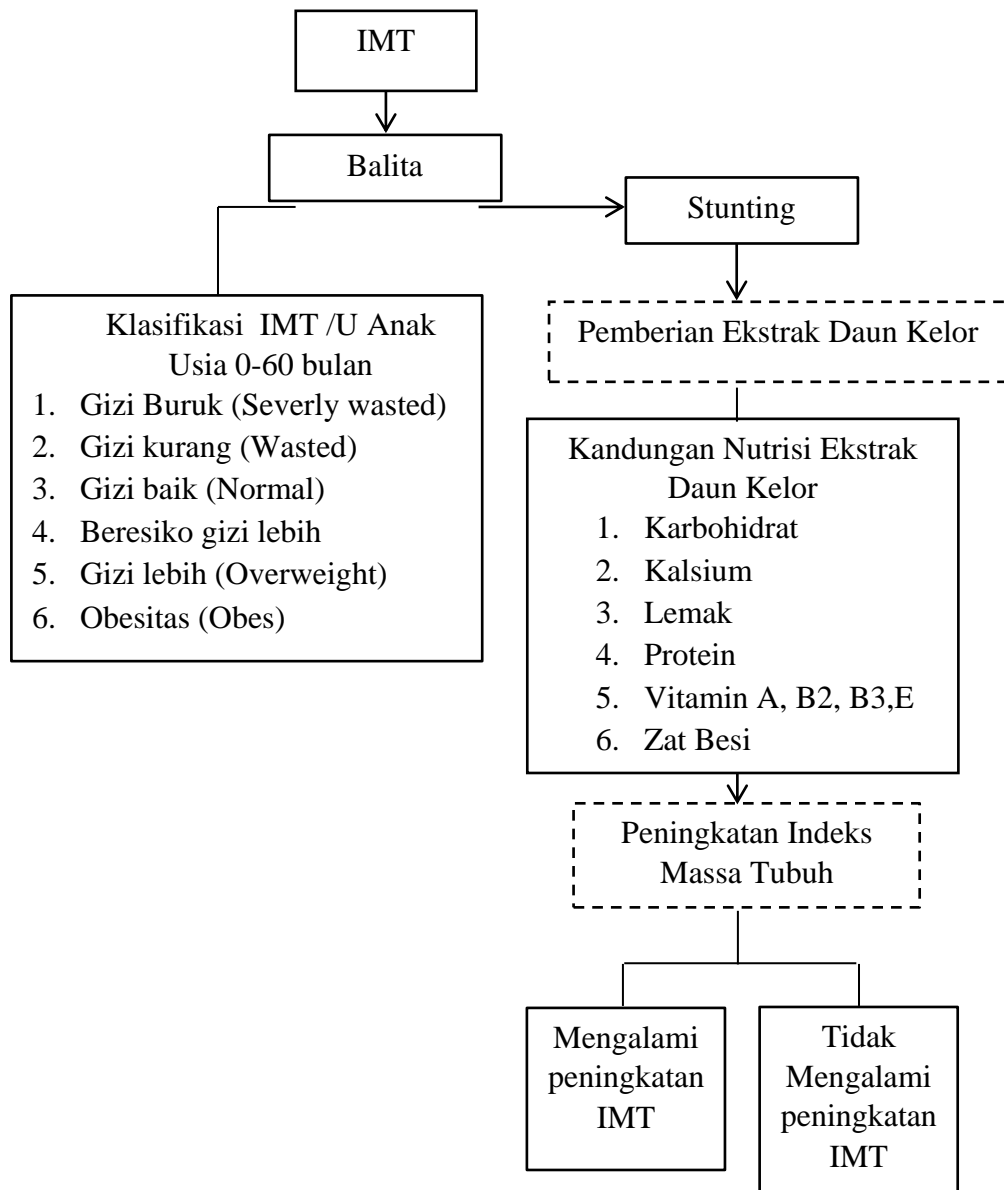 IMT
Balita
Stunting
Klasifikasi IMT /U Anak
Usia 0-60 bulan
1. Gizi Buruk (Severly wasted)
2. Gizi kurang (Wasted)
3. Gizi baik (Normal)
4. Beresiko gizi lebih
5. Gizi lebih (Overweight)
6. Obesitas (Obes)
Pemberian Ekstrak Daun Kelor
Kandungan Nutrisi Ekstrak
Daun Kelor
1. Karbohidrat
2. Kalsium
3. Lemak
4. Protein
5. Vitamin A, B2, B3,E
6. Zat Besi
Peningkatan Indeks
Massa Tubuh
Mengalami
peningkatan
IMT
Tidak
Mengalami
peningkatan
IMT